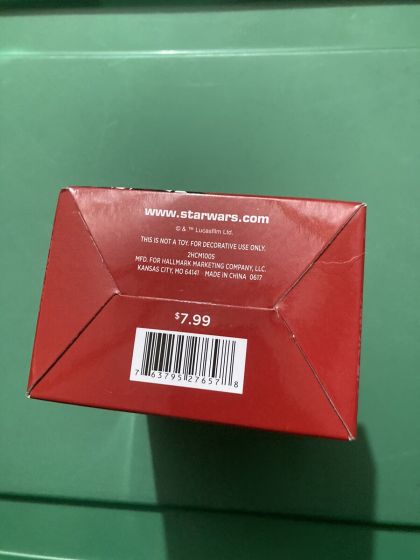 www.starwars.com
© & ™ Lucasfilm Ltd.
THIS IS NOT A TOY. FOR DECORATIVE USE ONLY.
2HCM1005
MFD. FOR HALLMARK MARKETING COMPANY, LLC.
KANSAS CITY, MO 64141 MADE IN CHINA 0617
$7.99
7 63795 27657 8